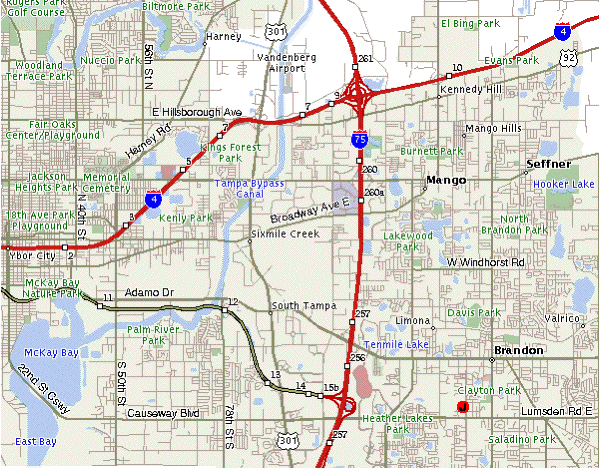 Rogers Park
Golf Course
Biltmore Park
301
El Bing Park
4
56th St N
Harney
Nuccio Park
Vandenberg
Airport
261
Evans Park
92
Woodland
Terrace Park
10
9
Kennedy Hill
E Hillsborough Ave
7
Fair Oaks
Center/Playground
Harney Rd
7
Mango Hills
75
Kings Forest
Park
Burnett Park
5
260
Seffner
Jackson
Heights Park
Memorial
Cemetery
Tampa Bypass
Canal
Mango
Hooker Lake
4
260a
N 40th St
Broadway Ave E
18th Ave Park
Playground
3
Kenly Park
North
Brandon Park
Sixmile Creek
Lakewood
Park
Ybor City
2
W Windhorst Rd
McKay Bay
Nature Park
Adamo Dr
11
12
South Tampa
Davis Park
257
Limona
Valrico
Palm River
Park
Tenmile Lake
McKay Bay
Brandon
256
S 50th St
22nd St Cswy
13
14
15b
Clayton Park
78th St S
Causeway Blvd
Lumsden Rd E
Heather Lakes
Park
East Bay
301
257
Saladino Park